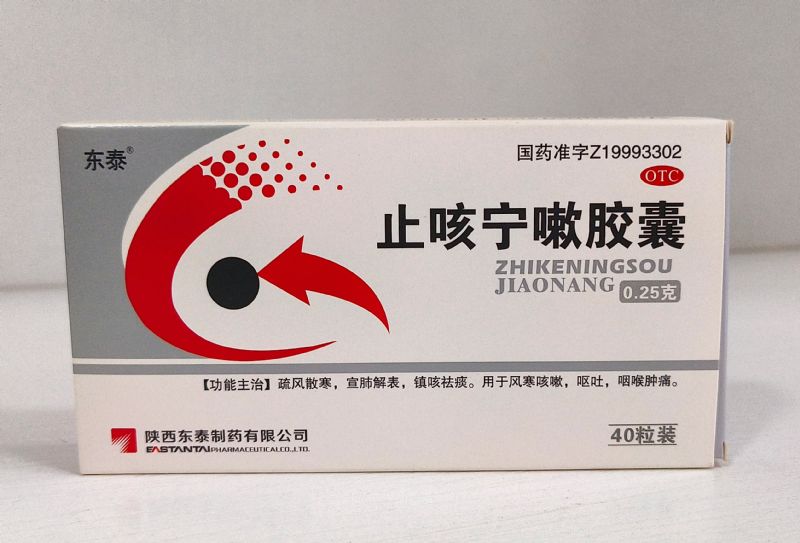 东泰®
国药准字Z19993302
OTC
止咳宁嗽胶囊
ZHIKENINGSOU
JIAONANG
0.25克
【功能主治】疏风散寒，宣肺解表，镇咳祛痰。用于风寒咳嗽，呕吐，咽喉肿痛。
陕西东泰制药有限公司
EASTANTAI PHARMACEUTICAL CO.,LTD.
40粒装